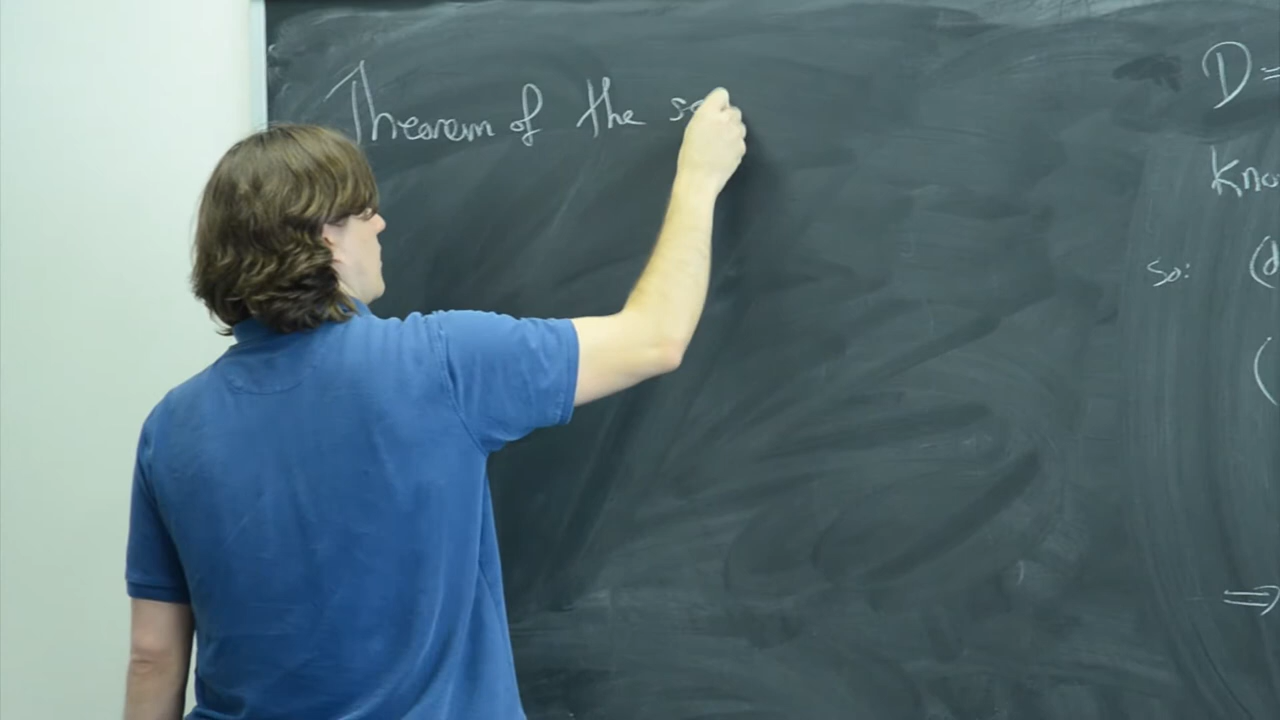 Theorem of the
D =
Kno
So: (d
(
⇒